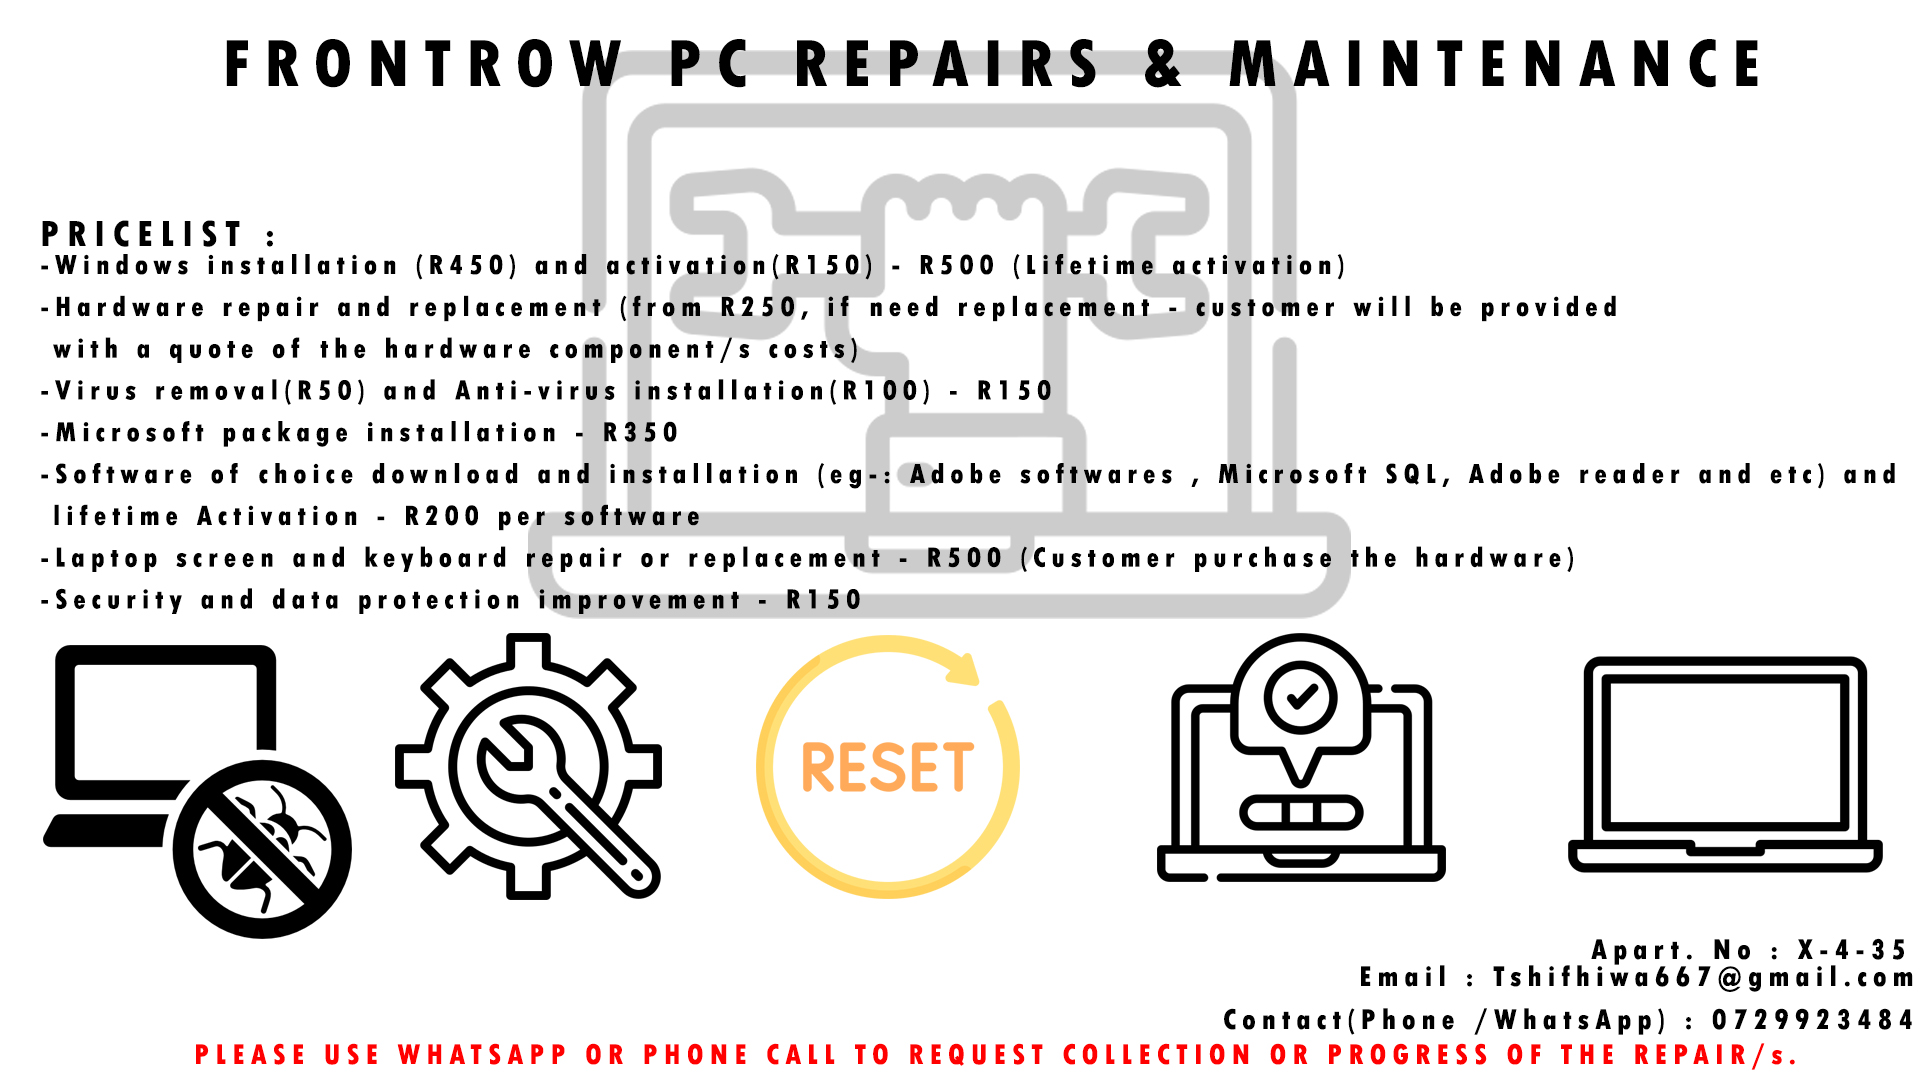 FRONTROW PC REPAIRS & MAINTENANCE
PRICELIST :
-Windows installation (R450) and activation(R150) - R500 (Lifetime activation)
-Hardware repair and replacement (from R250, if need replacement - customer will be provided
with a quote of the hardware component/s costs)
-Virus removal(R50) and Anti-virus installation(R100) - R150
-Microsoft package installation - R350
-Software of choice download and installation (eg-: Adobe softwares , Microsoft SQL, Adobe reader and etc) and
lifetime Activation - R200 per software
-Laptop screen and keyboard repair or replacement - R500 (Customer purchase the hardware)
-Security and data protection improvement - R150
RESET
Apart. No : X-4-35
Email : Tshifhiwa667@gmail.com
Contact(Phone /WhatsApp) : 0729923484
PLEASE USE WHATSAPP OR PHONE CALL TO REQUEST COLLECTION OR PROGRESS OF THE REPAIR/s.